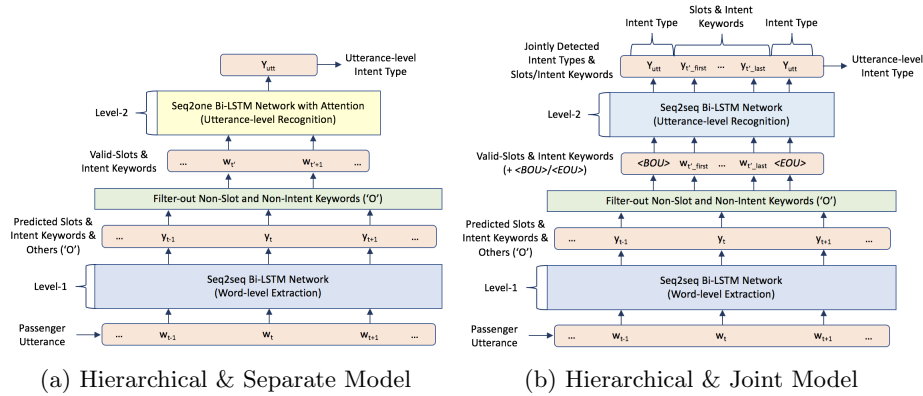 Y_utt
Utterance-level
Intent Type
Level-2
Seq2one Bi-LSTM Network with Attention
(Utterance-level Recognition)
Valid-Slots &
Intent Keywords
... w_t' w_t'+1 ...
Filter-out Non-Slot and Non-Intent Keywords ('O')
Predicted Slots &
Intent Keywords &
Others ('O')
... y_t-1 y_t y_t+1 ...
Level-1
Seq2seq Bi-LSTM Network
(Word-level Extraction)
Passenger
Utterance
... w_t-1 w_t w_t+1 ...
(a) Hierarchical & Separate Model
Intent Type
Slots & Intent
Keywords
Intent Type
Jointly Detected
Intent Types &
Slots/Intent Keywords
Y_utt y_t'_first ... y_t'_last Y_utt
Utterance-level
Intent Type
Level-2
Seq2seq Bi-LSTM Network
(Utterance-level Recognition)
Valid-Slots & Intent Keywords
(+ <BOU>/<EOU>)
<BOU> w_t'_first ... w_t'_last <EOU>
Filter-out Non-Slot and Non-Intent Keywords ('O')
Predicted Slots &
Intent Keywords &
Others ('O')
... y_t-1 y_t y_t+1 ...
Level-1
Seq2seq Bi-LSTM Network
(Word-level Extraction)
Passenger
Utterance
... w_t-1 w_t w_t+1 ...
(b) Hierarchical & Joint Model